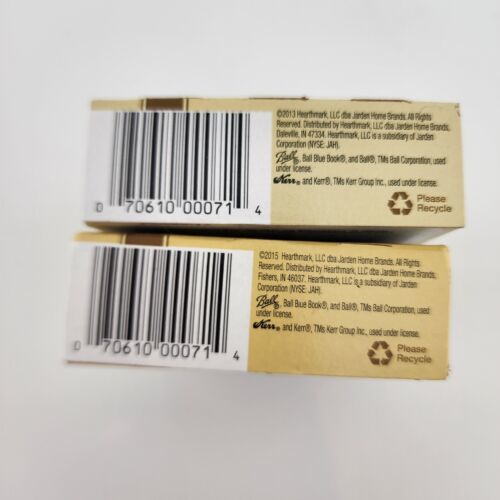 ©2013 Hearthmark, LLC dba Jarden Home Brands. All Rights
Reserved. Distributed by Hearthmark, LLC dba Jarden Home Brands,
Daleville, IN 47334. Hearthmark, LLC is a subsidiary of Jarden
Corporation (NYSE: JAH).
Ball®, Ball Blue Book®, and Ball®, TMs Ball Corporation, used
under license.
Kerr® and Kerr®, TMs Kerr Group Inc., used under license.
Please
Recycle
0 70610 00071 4
©2015 Hearthmark, LLC dba Jarden Home Brands. All Rights
Reserved. Distributed by Hearthmark, LLC dba Jarden Home Brands,
Fishers, IN 46037. Hearthmark, LLC is a subsidiary of Jarden
Corporation (NYSE: JAH).
Ball®, Ball Blue Book®, and Ball®, TMs Ball Corporation, used
under license.
Kerr® and Kerr®, TMs Kerr Group Inc., used under license.
Please
Recycle
0 70610 00071 4